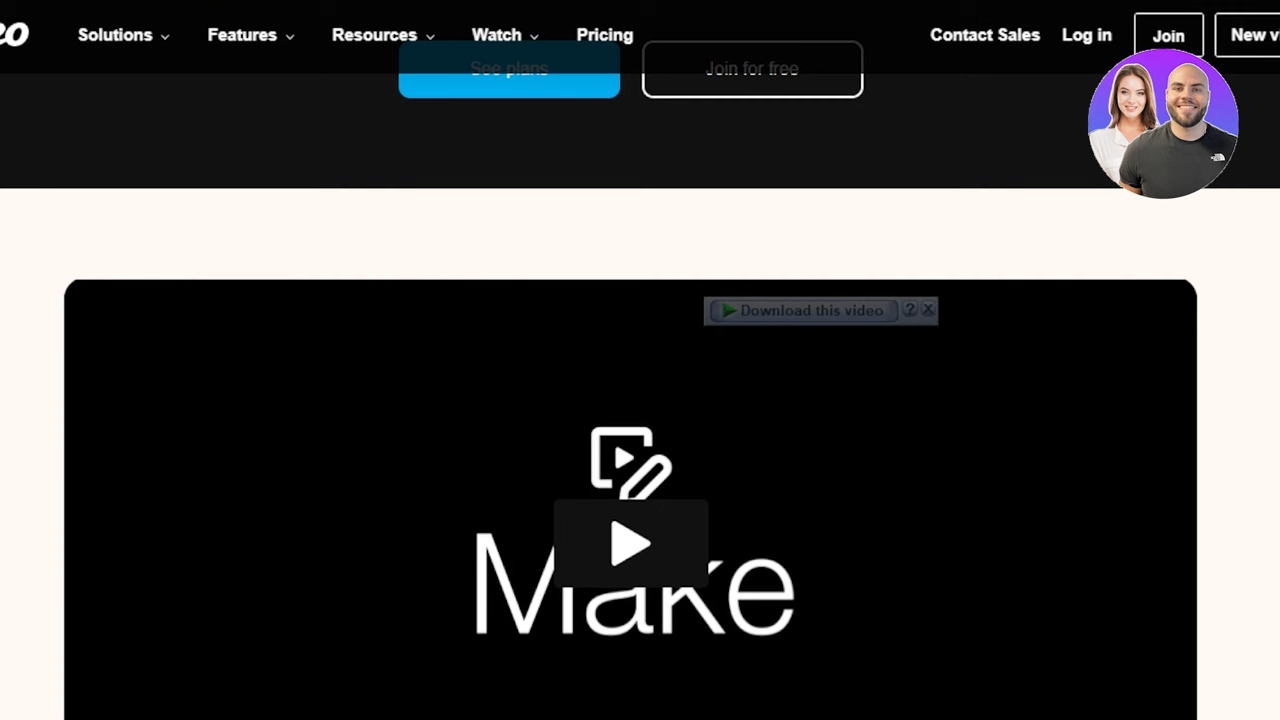 eo Solutions Features Resources Watch Pricing Contact Sales Log in Join New v
See plans Join for free
Download this video ? X
Make